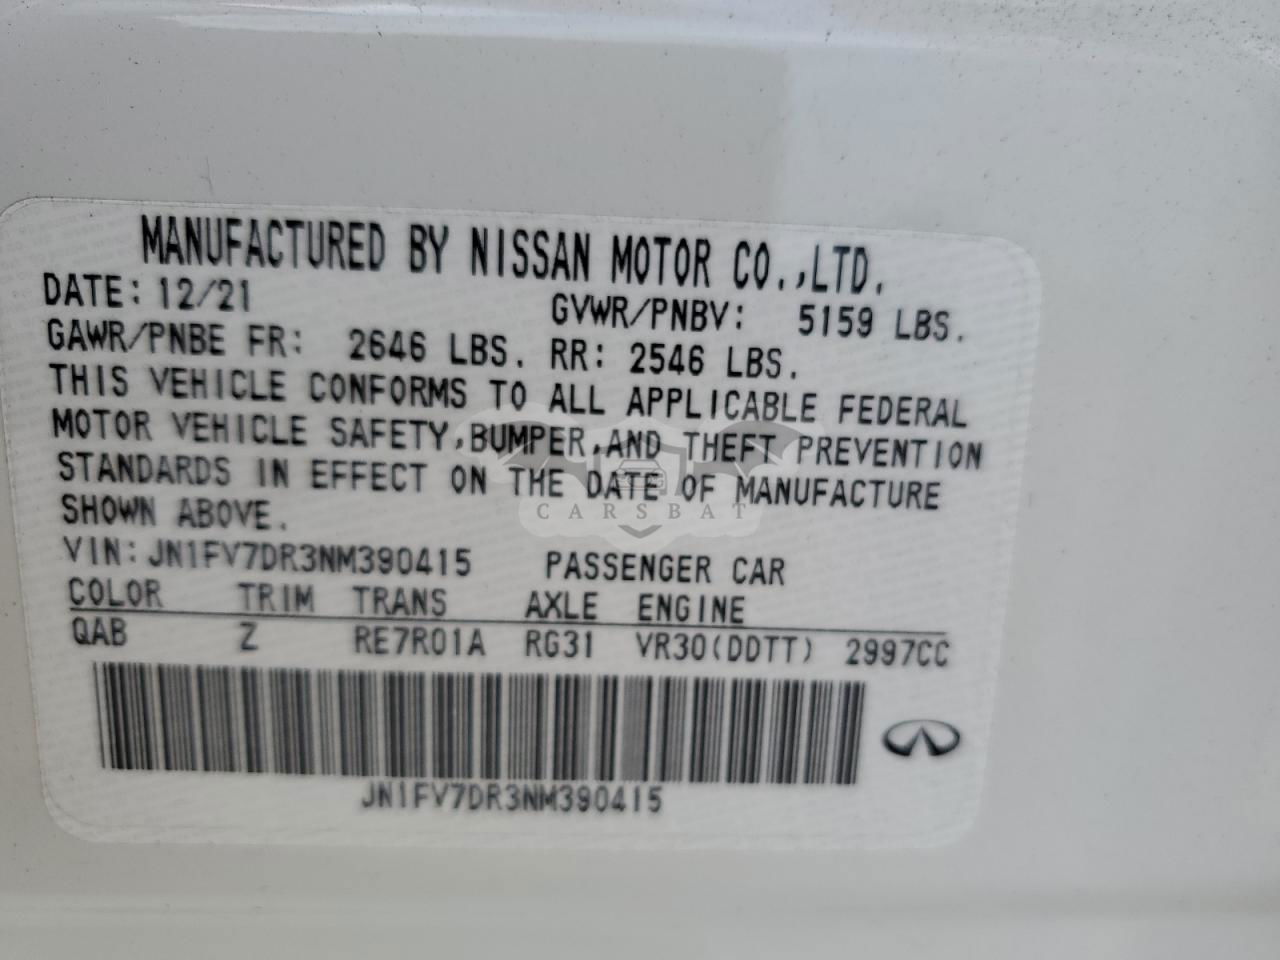 MANUFACTURED BY NISSAN MOTOR CO.,LTD.
DATE: 12/21 GVWR/PNBV: 5159 LBS.
GAWR/PNBE FR: 2646 LBS. RR: 2546 LBS.
THIS VEHICLE CONFORMS TO ALL APPLICABLE FEDERAL
MOTOR VEHICLE SAFETY,BUMPER,AND THEFT PREVENTION
STANDARDS IN EFFECT ON THE DATE OF MANUFACTURE
SHOWN ABOVE.
CARSBAT
VIN: JN1FV7DR3NM390415 PASSENGER CAR
COLOR TRIM TRANS AXLE ENGINE
QAB Z RE7R01A RG31 VR30(DDTT) 2997CC
JN1FV7DR3NM390415